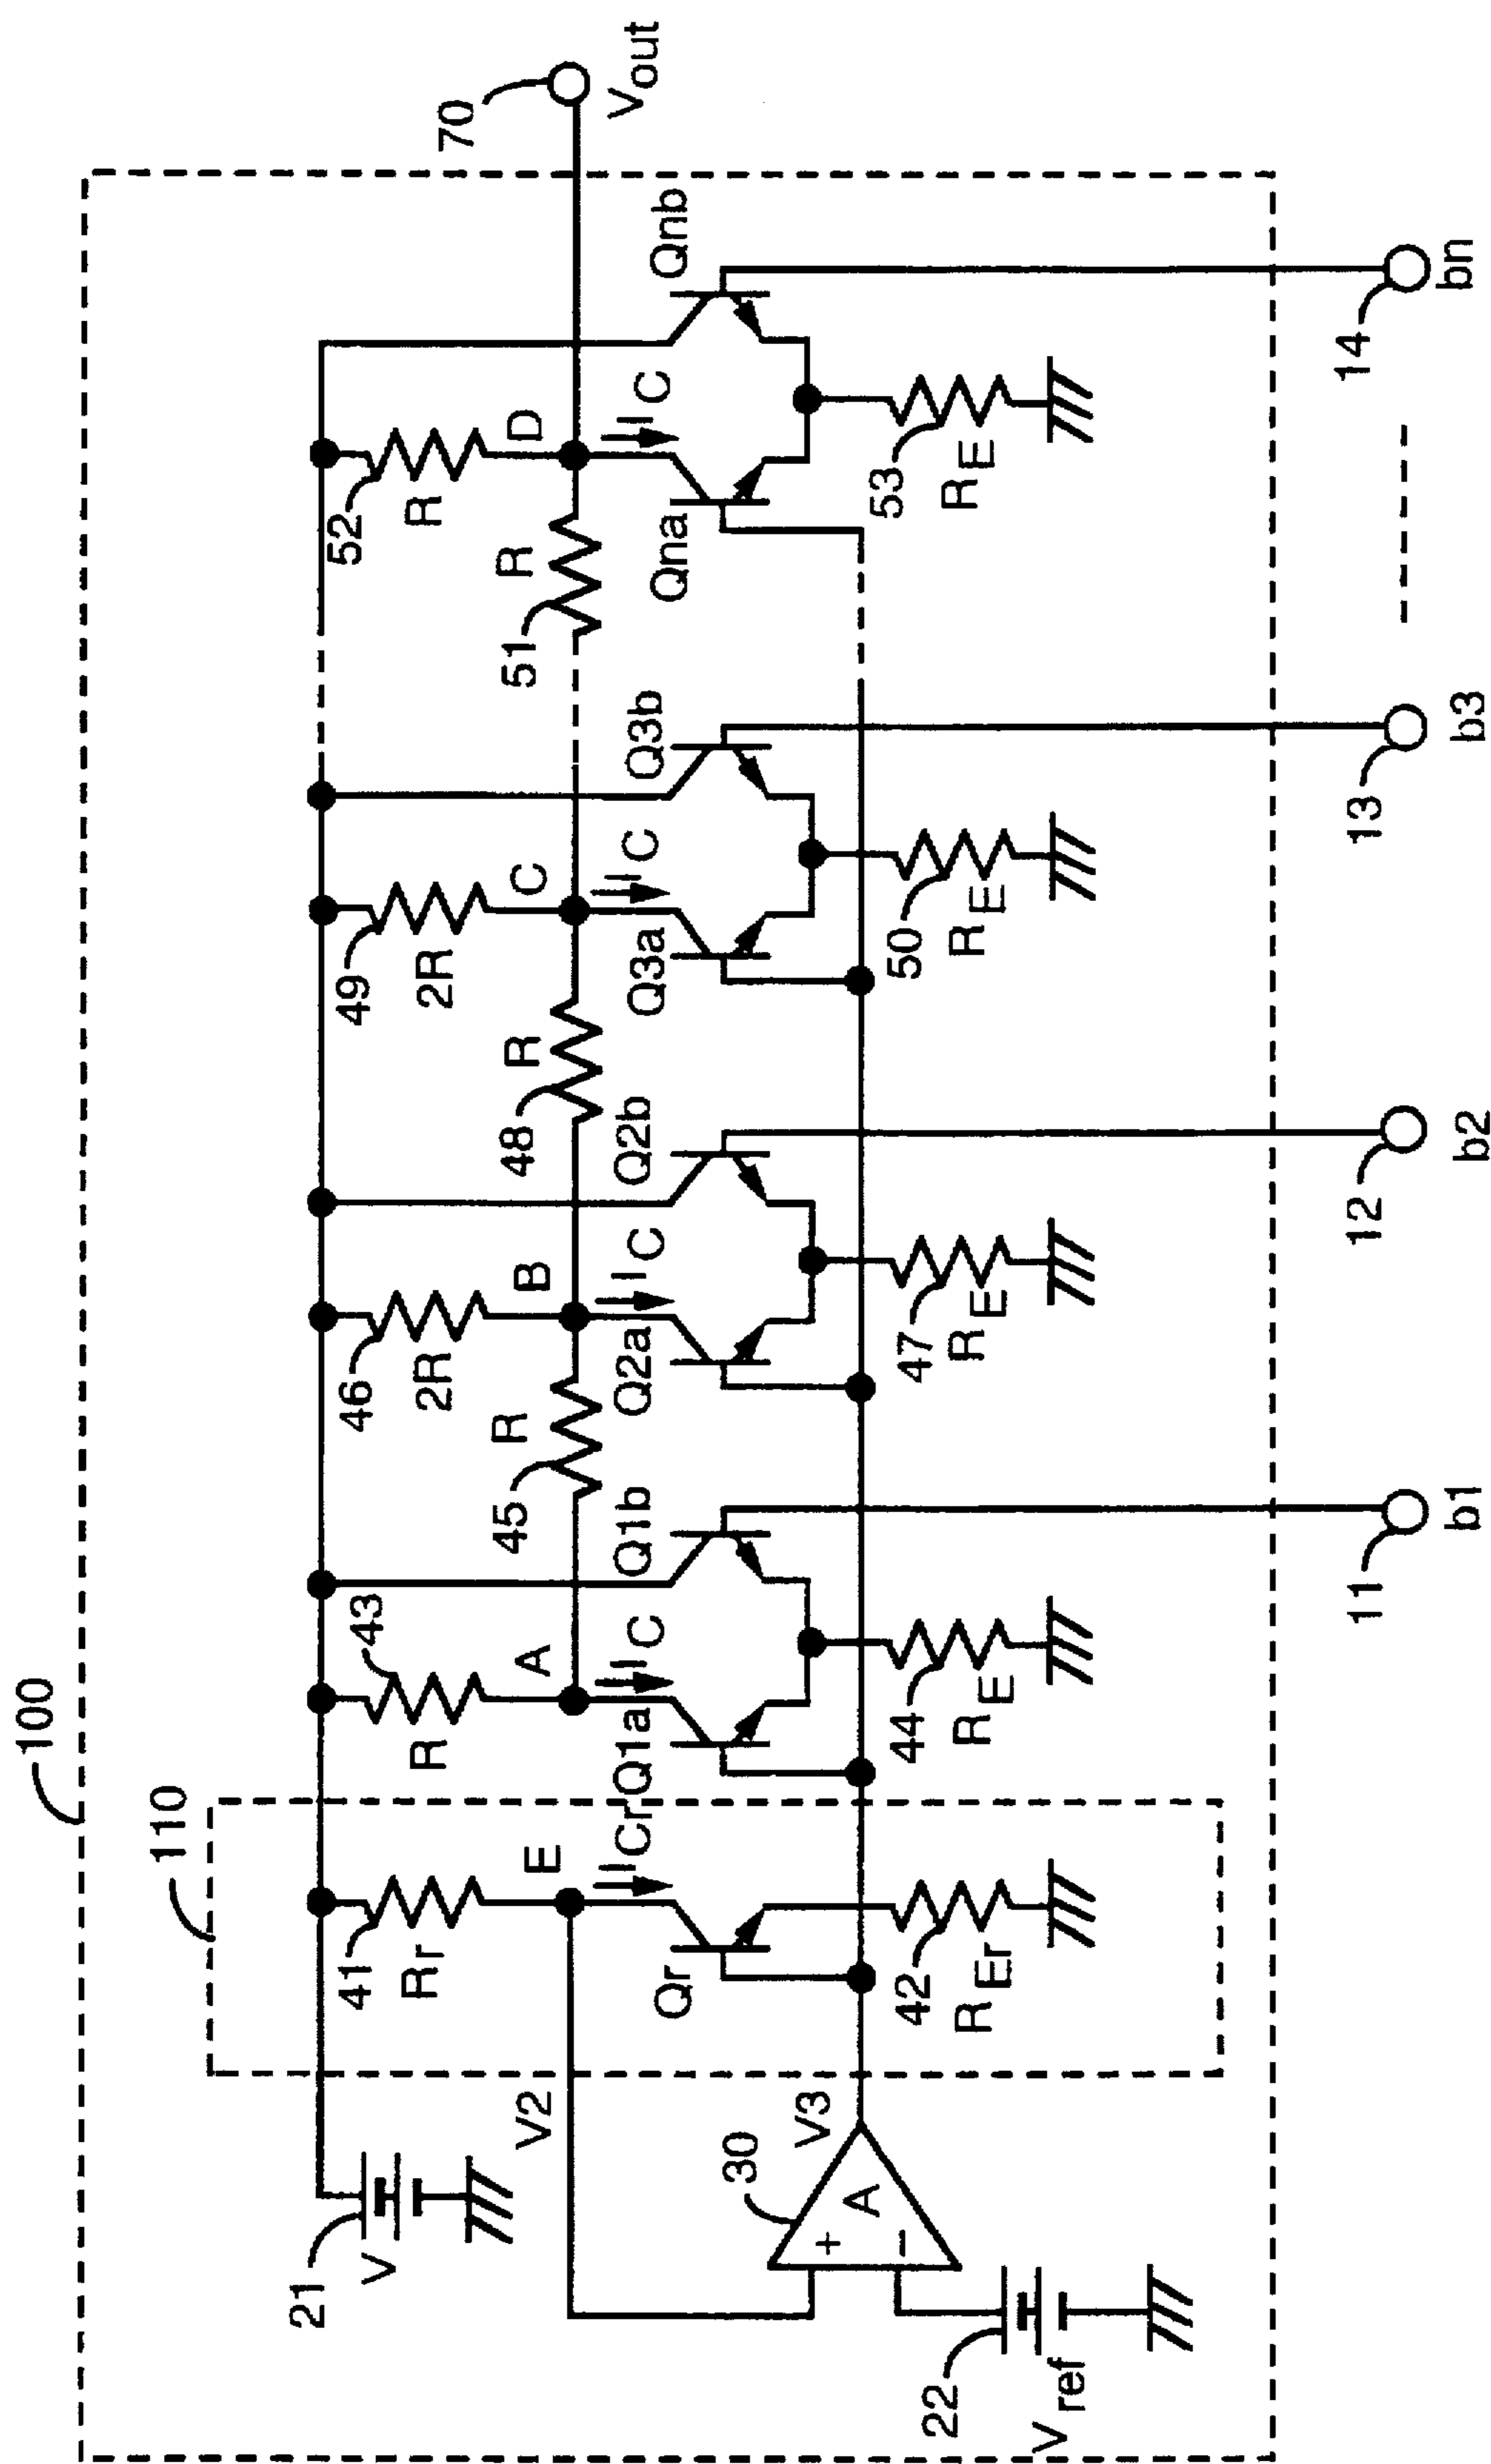 100
110
70
Vout
21
V
41
Rr
E
ICr
Qr
42
REr
V2
V3
30
A
+
−
22
Vref
43
R
A
IC
Q1a
Q1b
44
RE
45
R
46
2R
B
IC
Q2a
Q2b
47
RE
48
R
49
2R
C
IC
Q3a
Q3b
50
RE
51
R
52
R
D
IC
Qna
Qnb
53
RE
11
b1
12
b2
13
b3
14
bn